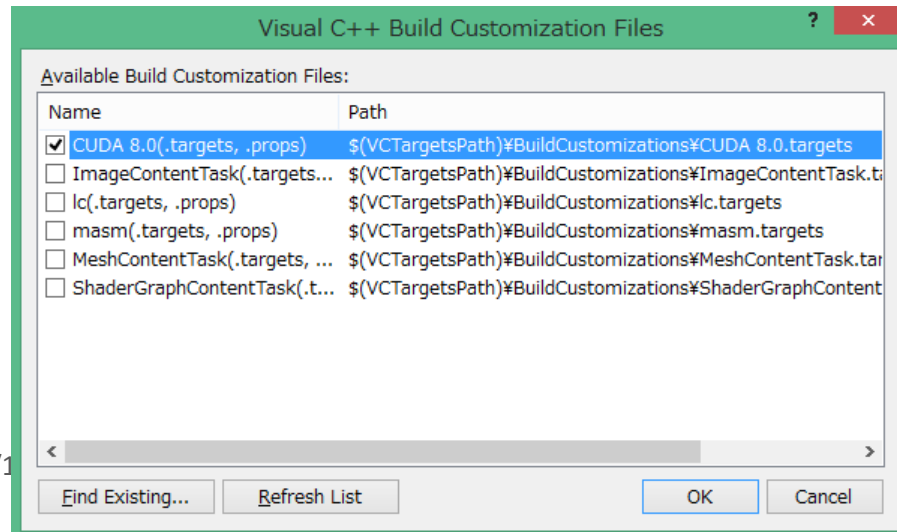 Visual C++ Build Customization Files
? ×
Available Build Customization Files:
Name Path
CUDA 8.0(.targets, .props) $(VCTargetsPath)¥BuildCustomizations¥CUDA 8.0.targets
ImageContentTask(.targets... $(VCTargetsPath)¥BuildCustomizations¥ImageContentTask.ta
lc(.targets, .props) $(VCTargetsPath)¥BuildCustomizations¥lc.targets
masm(.targets, .props) $(VCTargetsPath)¥BuildCustomizations¥masm.targets
MeshContentTask(.targets, ... $(VCTargetsPath)¥BuildCustomizations¥MeshContentTask.tar
ShaderGraphContentTask(.t... $(VCTargetsPath)¥BuildCustomizations¥ShaderGraphContent
/1
Find Existing... Refresh List OK Cancel